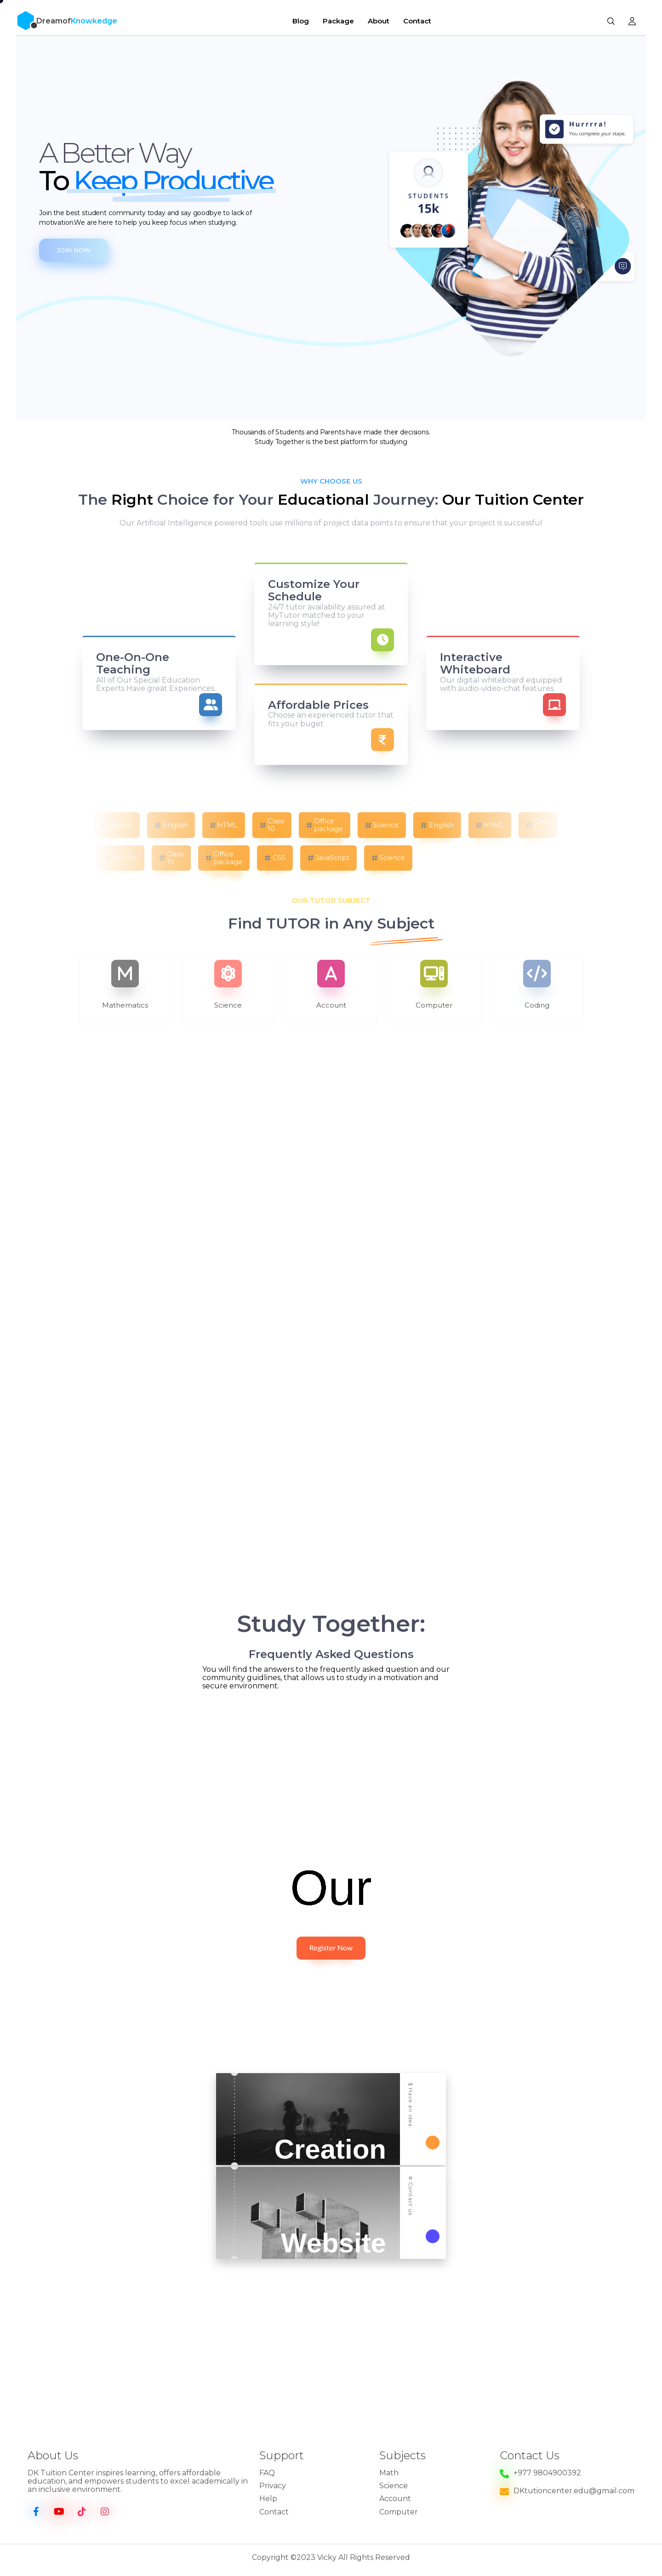 DreamofKnowkedge
Blog Package About Contact
A Better Way
To Keep Productive
Join the best student community today and say goodbye to lack of
motivation.We are here to help you keep focus when studying.
JOIN NOW
Hurrrra!
You complete your stape.
STUDENTS
15k
Thousands of Students and Parents have made their decisions.
Study Together is the best platform for studying
WHY CHOOSE US
The Right Choice for Your Educational Journey: Our Tuition Center
Our Artificial Intelligence powered tools use millions of project data points to ensure that your project is successful
Customize Your
Schedule
24/7 tutor availability assured at
MyTutor matched to your
learning style!
One-On-One
Teaching
All of Our Special Education
Experts Have great Experiences.
Interactive
Whiteboard
Our digital whiteboard equipped
with audio-video-chat features.
Affordable Prices
Choose an experienced tutor that
fits your buget
# English # HTML # Class 10 # Office package # Science # English # HTML #
# Class 10 # Office package # CSS # JavaScript # Science
OUR TUTOR SUBJECT
Find TUTOR in Any Subject
M
A
Mathematics
Science
Account
Computer
Coding
Study Together:
Frequently Asked Questions
You will find the answers to the frequently asked question and our
community guidlines, that allows us to study in a motivation and
secure environment.
Our
Register Now
Have an idea
Creation
Contact us
Website
About Us
DK Tuition Center inspires learning, offers affordable
education, and empowers students to excel academically in
an inclusive environment.
Support
FAQ
Privacy
Help
Contact
Subjects
Math
Science
Account
Computer
Contact Us
+977 9804900392
DKtutioncenter.edu@gmail.com
Copyright ©2023 Vicky All Rights Reserved